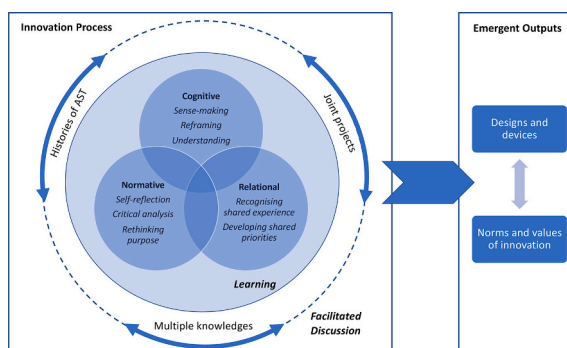 Innovation Process
Emergent Outputs
Histories of AST
Joint projects
Cognitive
Sense-making
Reframing
Understanding
Normative
Self-reflection
Critical analysis
Rethinking
purpose
Relational
Recognising
shared experience
Developing shared
priorities
Learning
Multiple knowledges
Facilitated
Discussion
Designs and
devices
Norms and values
of innovation